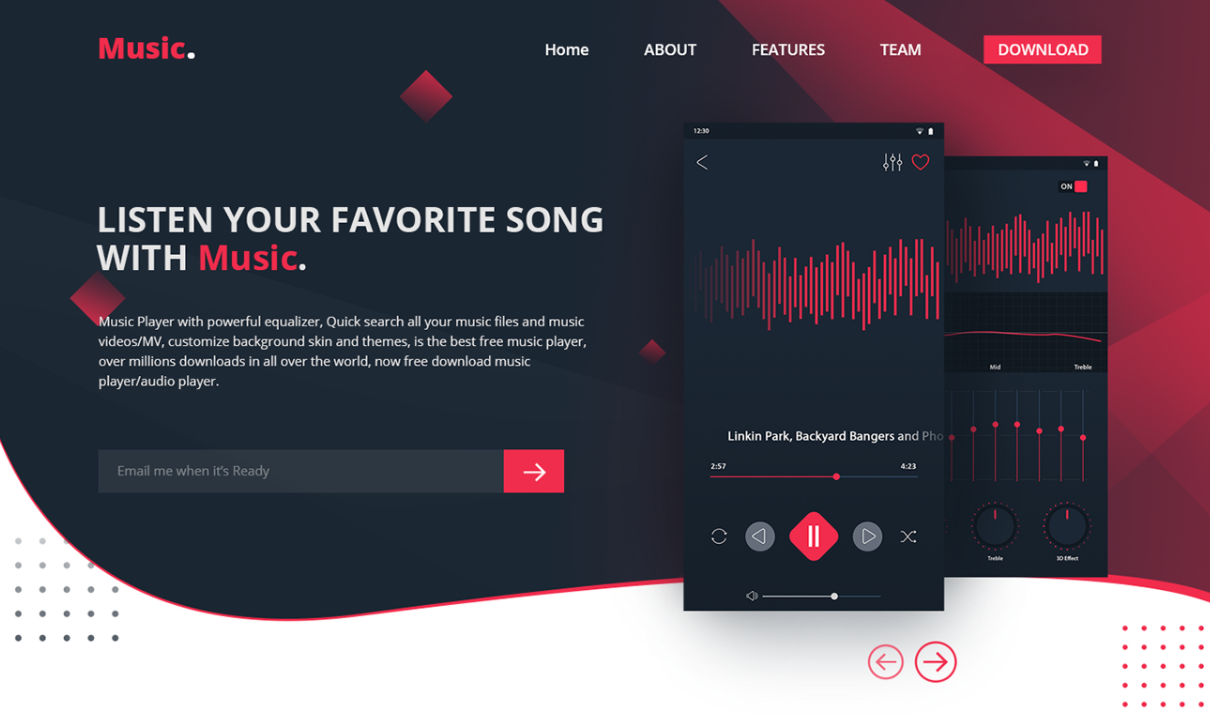 Music.
Home ABOUT FEATURES TEAM DOWNLOAD
12:30
ON
LISTEN YOUR FAVORITE SONG
WITH Music.
Music Player with powerful equalizer, Quick search all your music files and music
videos/MV, customize background skin and themes, is the best free music player,
over millions downloads in all over the world, now free download music
player/audio player.
Email me when it's Ready
Mid Treble
Linkin Park, Backyard Bangers and Pho
2:57 4:23
Treble 3D Effect